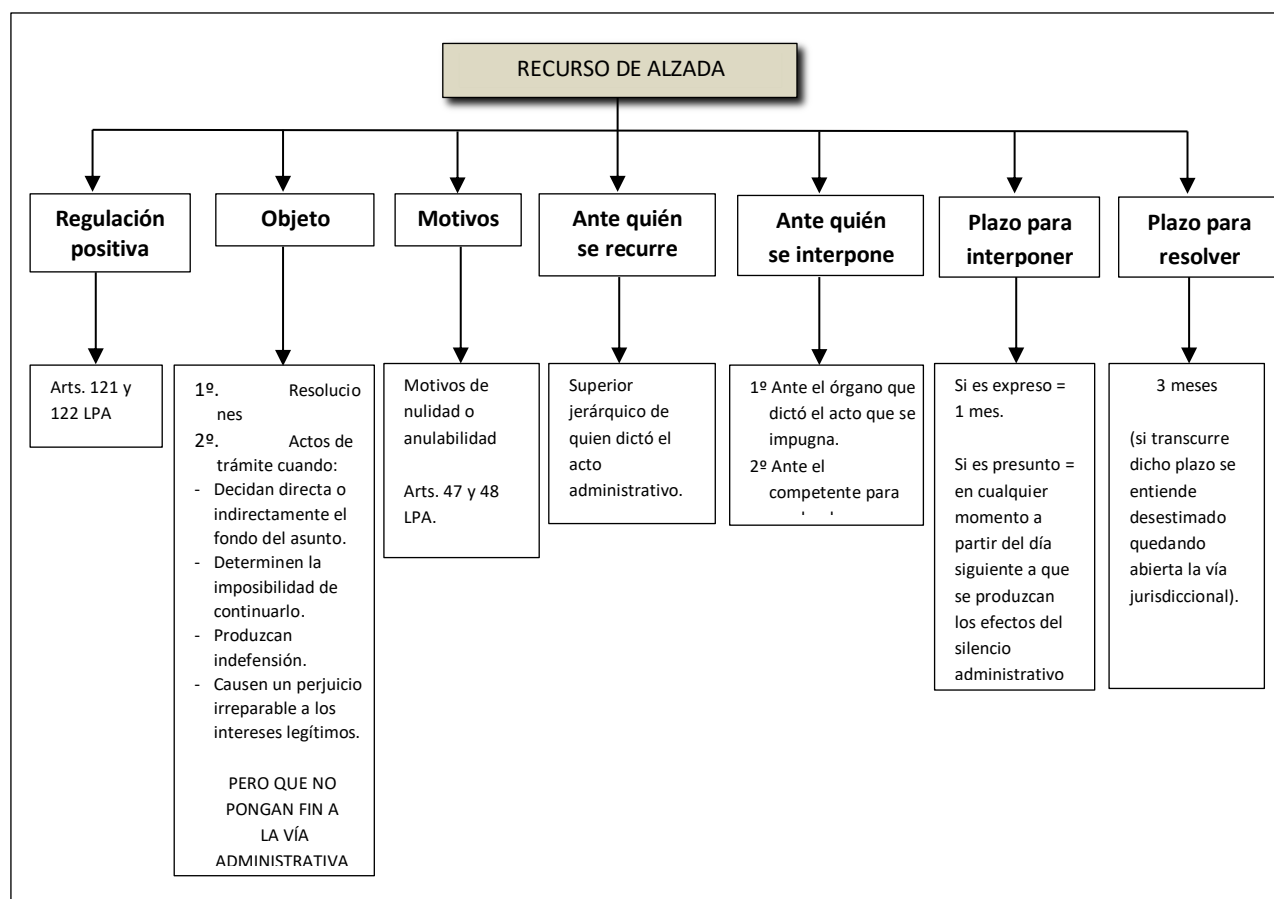 RECURSO DE ALZADA
Regulación
positiva
Objeto
Motivos
Ante quién
se recurre
Ante quién
se interpone
Plazo para
interponer
Plazo para
resolver
Arts. 121 y
122 LPA
1º. Resolucio
nes
2º. Actos de
trámite cuando:
- Decidan directa o
indirectamente el
fondo del asunto.
- Determinen la
imposibilidad de
continuarlo.
- Produzcan
indefensión.
- Causen un perjuicio
irreparable a los
intereses legítimos.
PERO QUE NO
PONGAN FIN A
LA VÍA
ADMINISTRATIVA
Motivos de
nulidad o
anulabilidad
Arts. 47 y 48
LPA.
Superior
jerárquico de
quien dictó el
acto
administrativo.
1º Ante el órgano que
dictó el acto que se
impugna.
2º Ante el
competente para
Si es expreso =
1 mes.
Si es presunto =
en cualquier
momento a
partir del día
siguiente a que
se produzcan
los efectos del
silencio
administrativo
3 meses
(si transcurre
dicho plazo se
entiende
desestimado
quedando
abierta la vía
jurisdiccional).